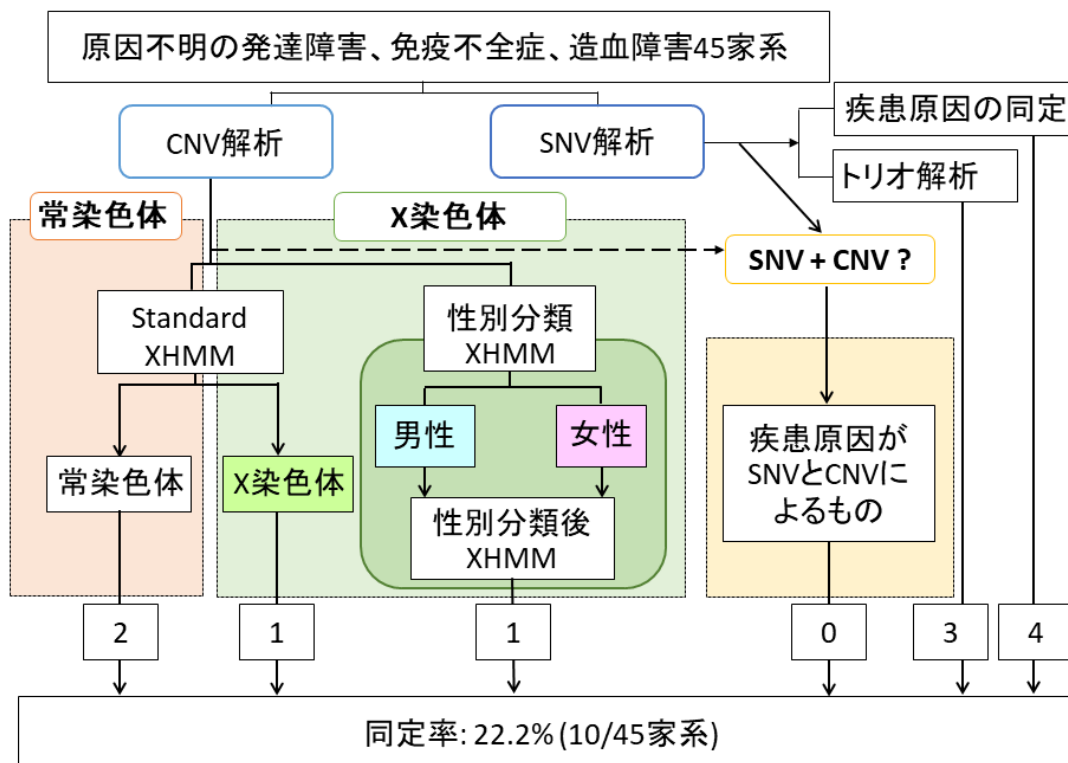 原因不明の発達障害、免疫不全症、造血障害45家系
CNV解析
SNV解析
疾患原因の同定
トリオ解析
常染色体
X染色体
SNV + CNV ?
Standard
XHMM
性別分類
XHMM
男性
女性
常染色体
X染色体
性別分類後
XHMM
疾患原因が
SNVとCNVに
よるもの
2
1
1
0
3
4
同定率: 22.2% (10/45家系)